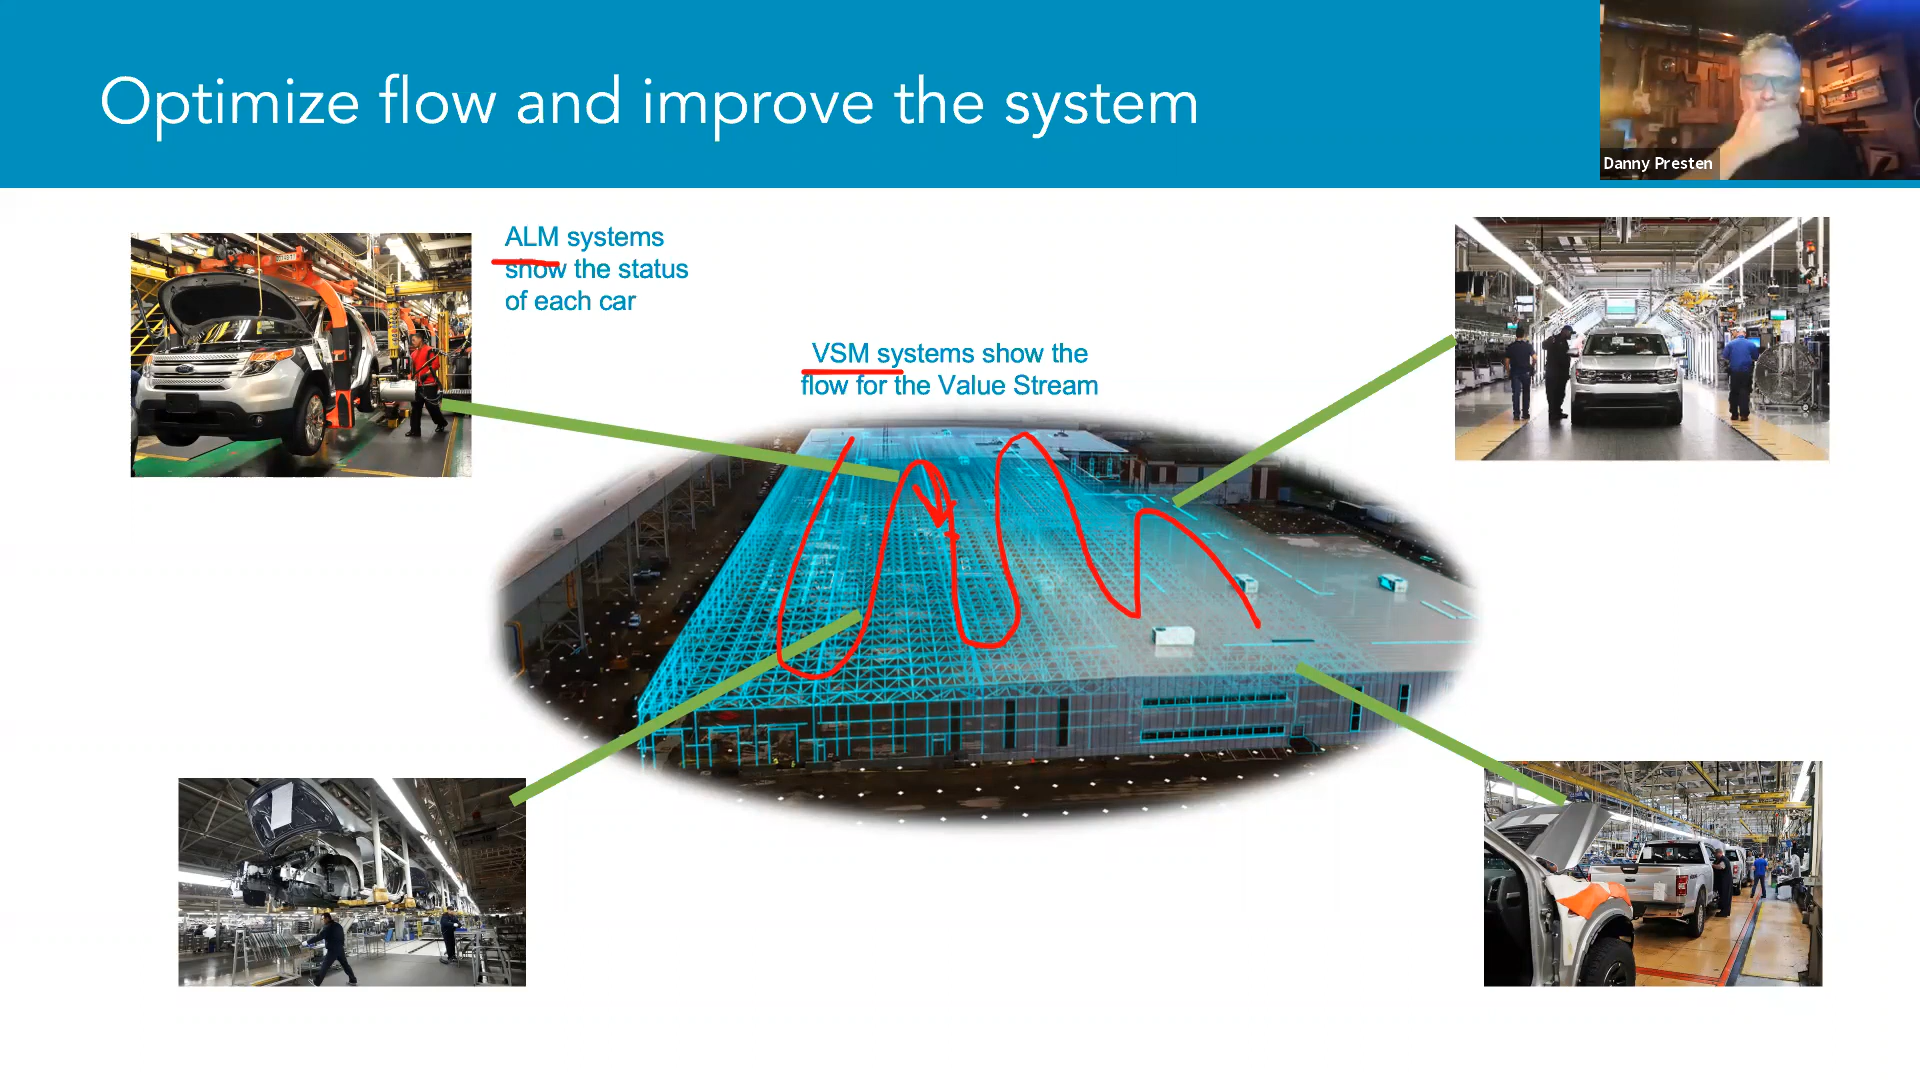 Optimize flow and improve the system
Danny Presten
ALM systems
show the status
of each car
VSM systems show the
flow for the Value Stream